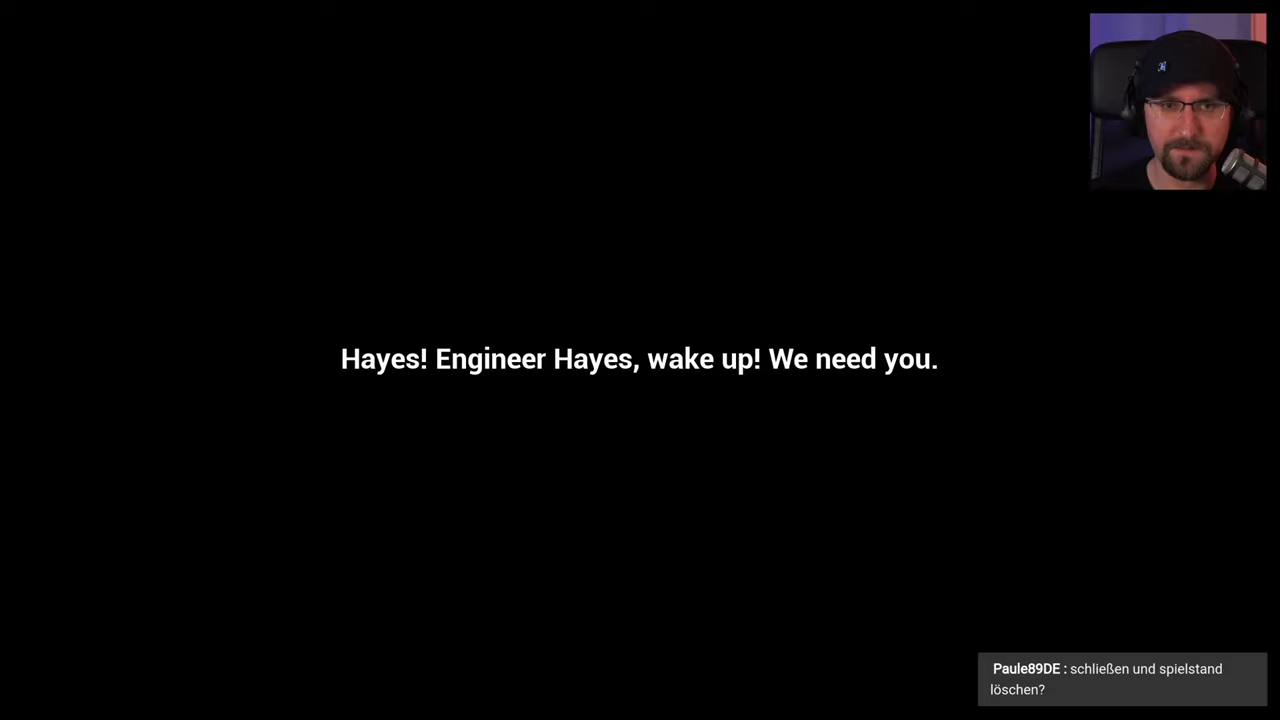 Hayes! Engineer Hayes, wake up! We need you.
Paule89DE : schließen und spielstand
löschen?